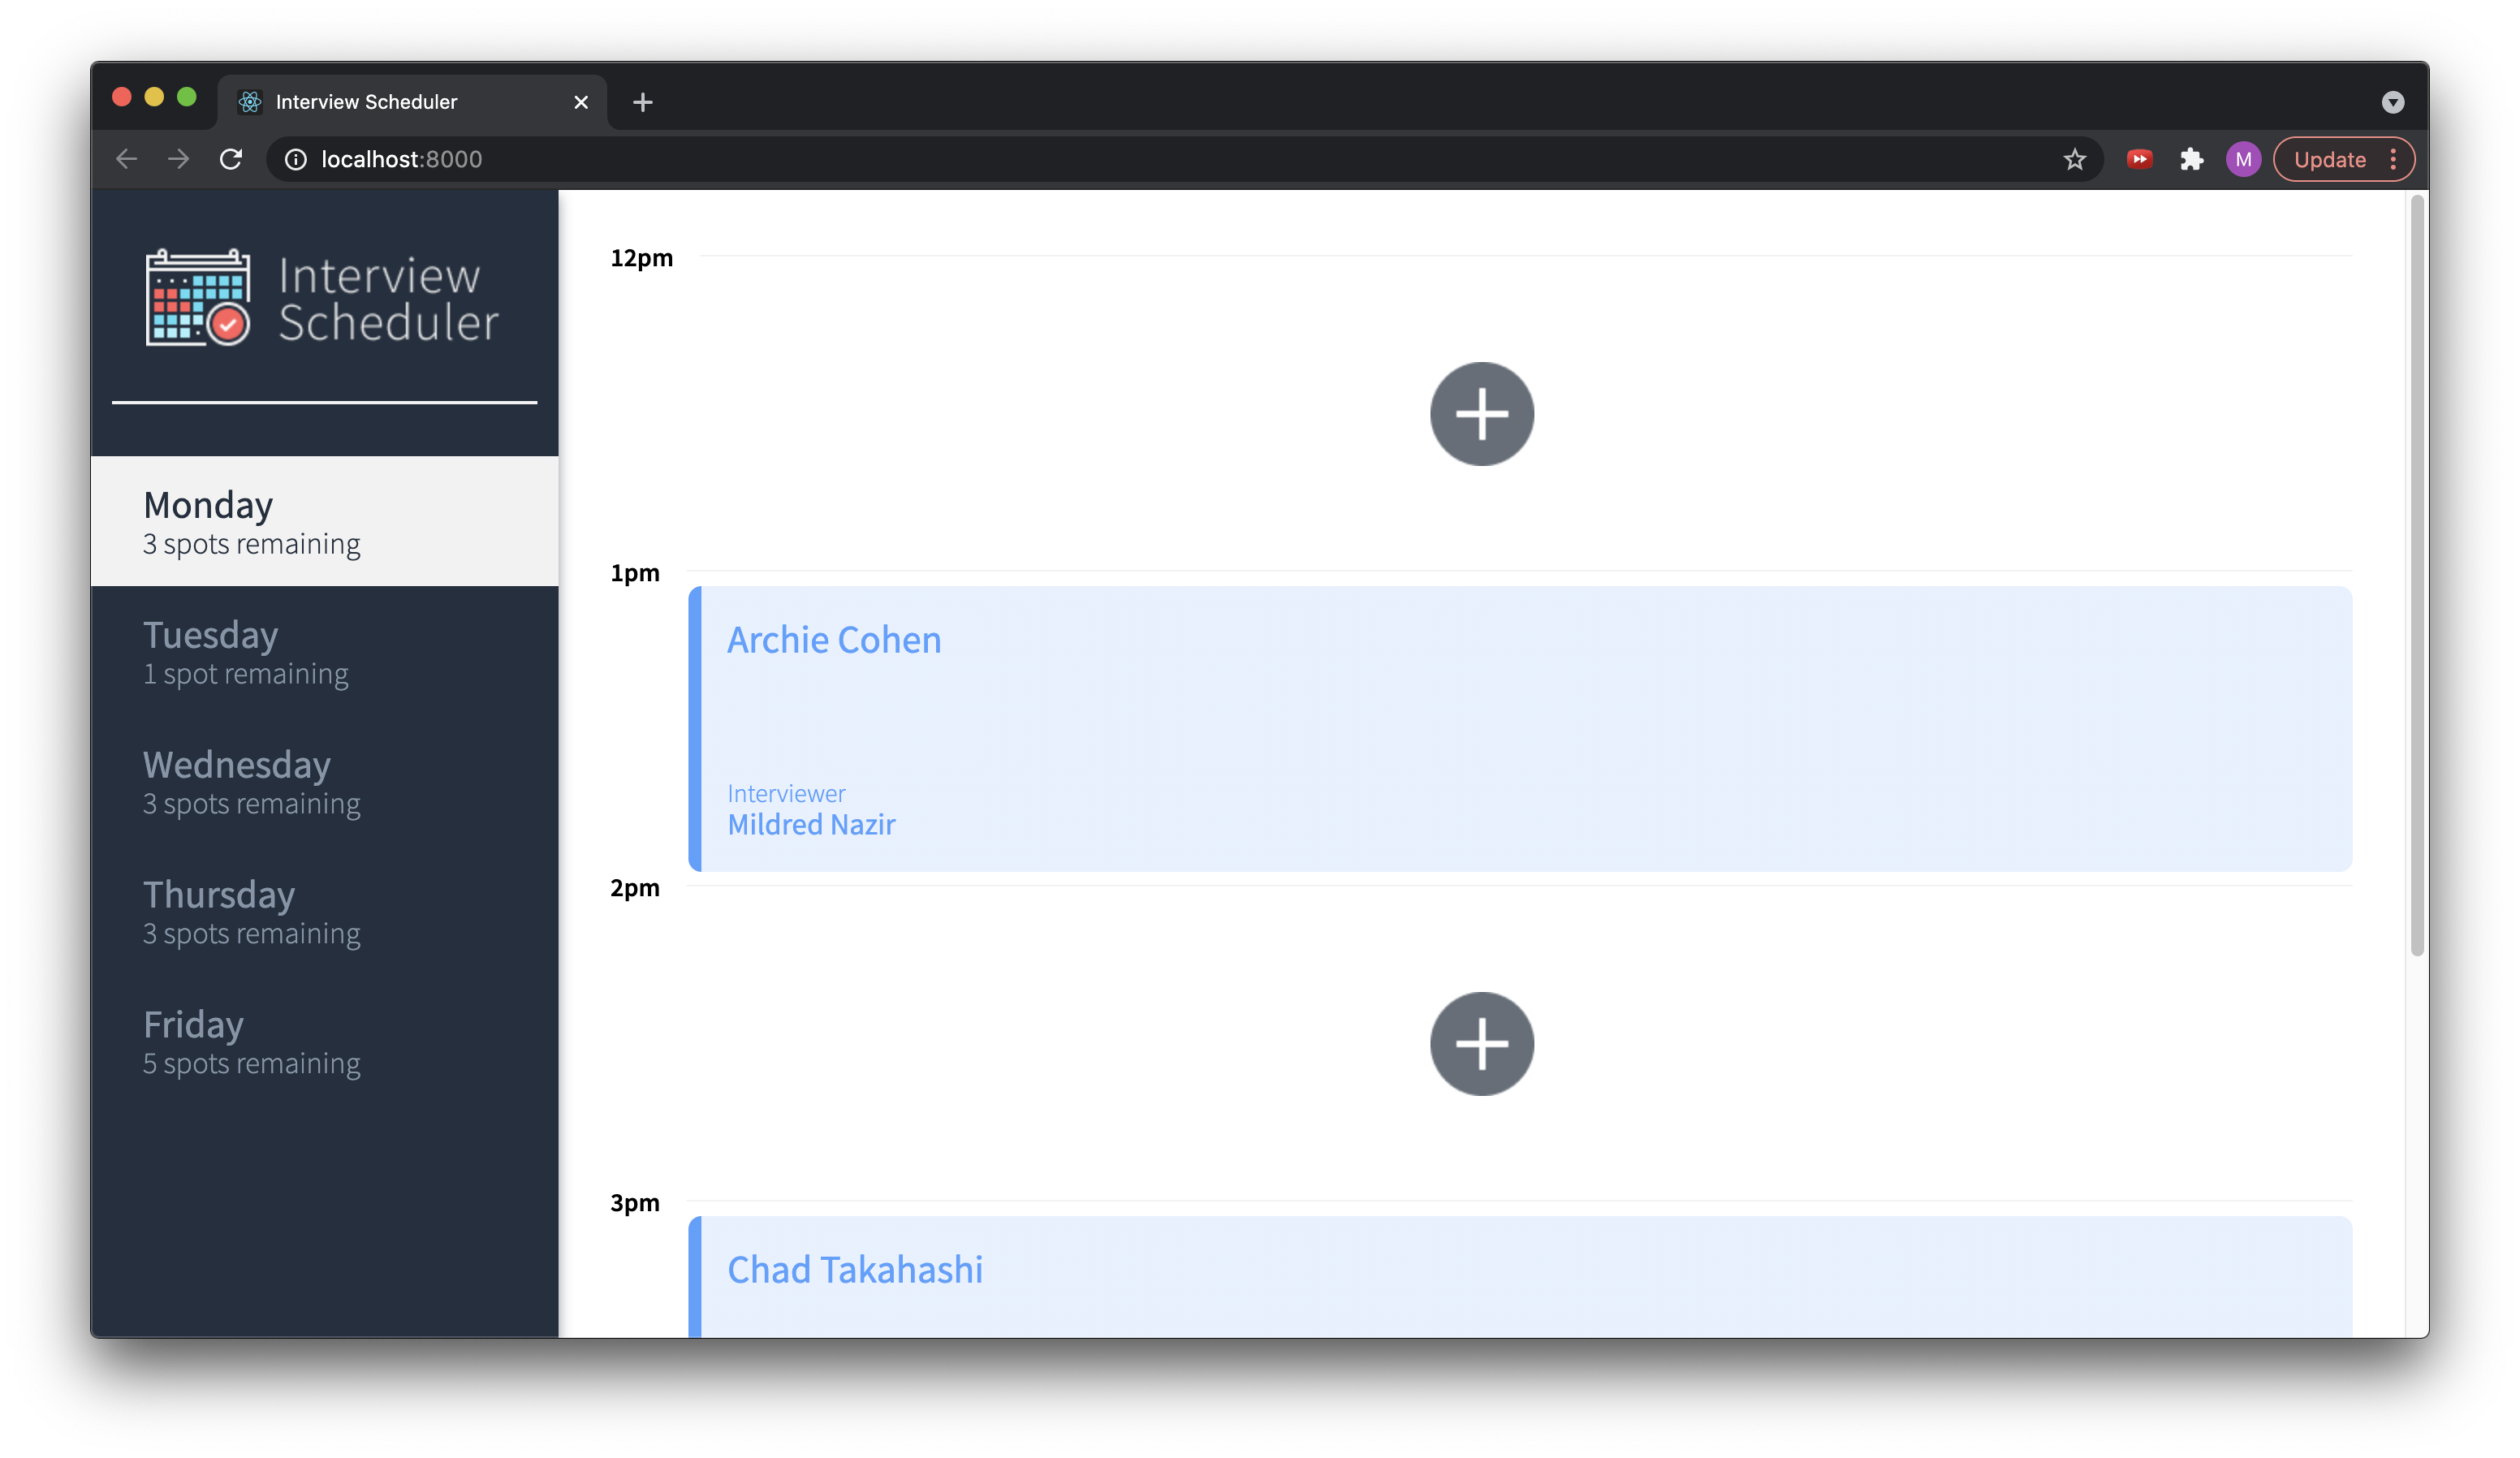 Interview Scheduler
localhost:8000
M
Update
Interview
Scheduler
Monday
3 spots remaining
Tuesday
1 spot remaining
Wednesday
3 spots remaining
Thursday
3 spots remaining
Friday
5 spots remaining
12pm
1pm
Archie Cohen
Interviewer
Mildred Nazir
2pm
3pm
Chad Takahashi